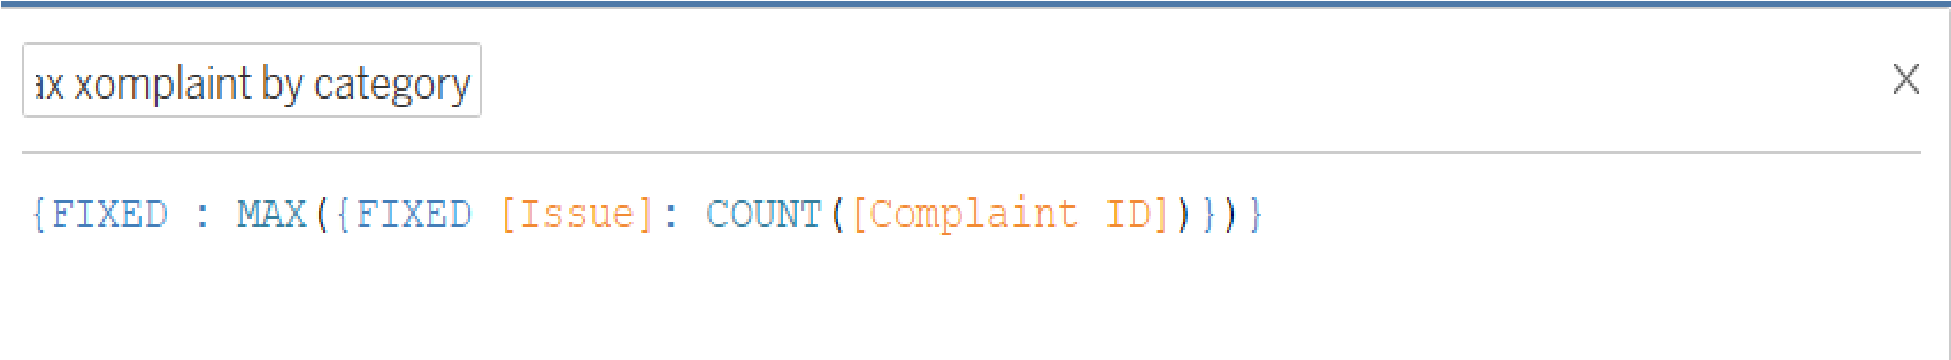 ax xomplaint by category
{FIXED : MAX({FIXED [Issue]: COUNT([Complaint ID])})}